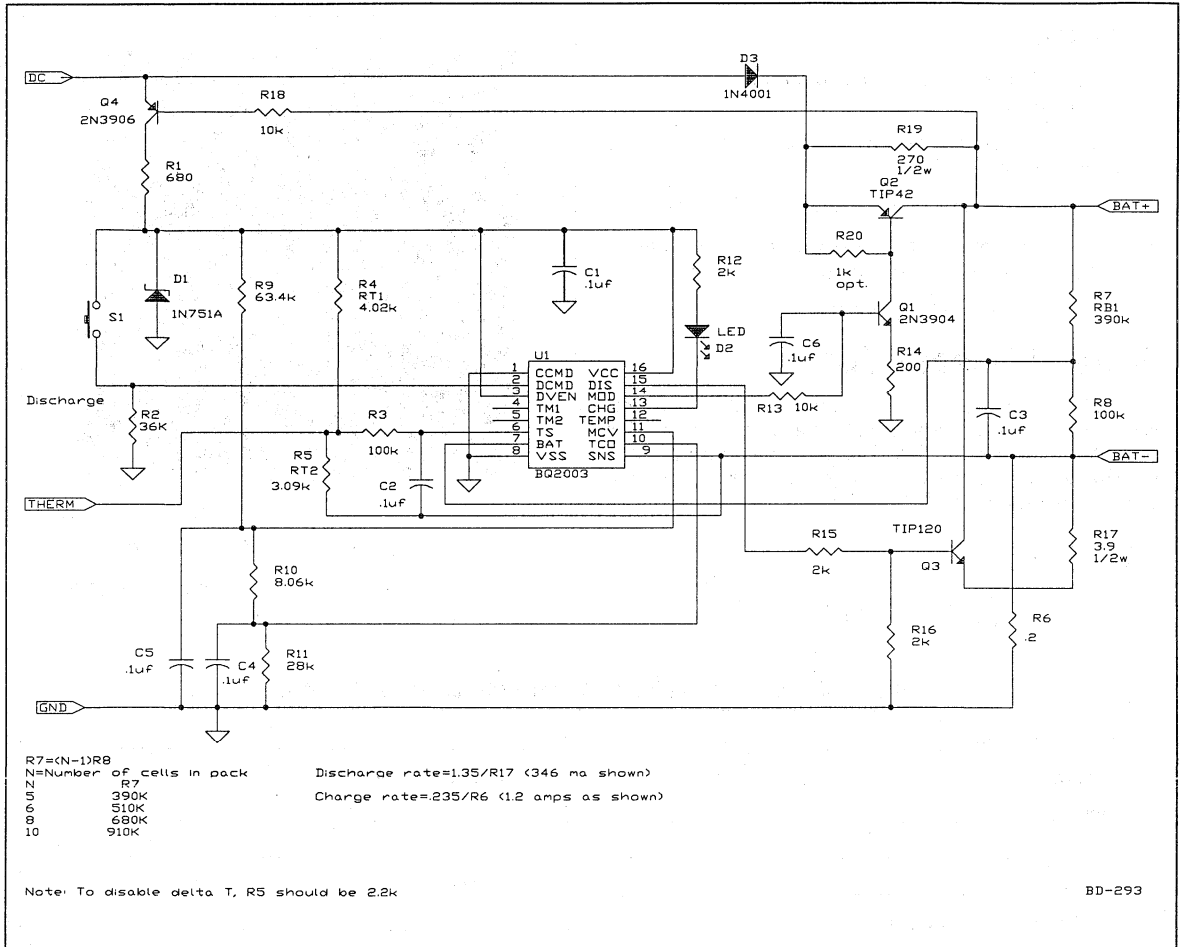 DC
D3
1N4001
Q4
2N3906
R18
10k
R19
270
1/2w
R1
680
Q2
TIP42
BAT+
R20
1k
opt.
R12
2k
C1
.1uf
D1
1N751A
R9
63.4k
R4
RT1
4.02k
S1
Q1
2N3904
R7
RB1
390k
LED
D2
C6
.1uf
R14
200
U1
1 CCMD VCC 16
2 DCMD DIS 15
3 DVEN MOD 14
4 TM1 CHG 13
5 TM2 TEMP 12
6 TS MCV 11
7 BAT TCO 10
8 VSS SNS 9
BQ2003
Discharge
R2
36K
R3
100k
R13 10k
R8
100k
C3
.1uf
BAT-
R5
RT2
3.09k
C2
.1uf
THERM
TIP120
Q3
R15
2k
R17
3.9
1/2w
R10
8.06k
R16
2k
R6
.2
C5
.1uf
C4
.1uf
R11
28k
GND
R7=(N-1)R8
N=Number of cells in pack
N R7
5 390K
6 510K
8 680K
10 910K
Discharge rate=1.35/R17 (346 ma shown)
Charge rate=.235/R6 (1.2 amps as shown)
Note: To disable delta T, R5 should be 2.2k
BD-293